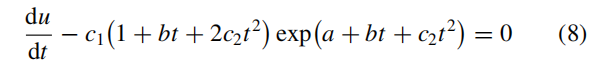 du/dt − c₁(1 + bt + 2c₂t²) exp(a + bt + c₂t²) = 0 (8)